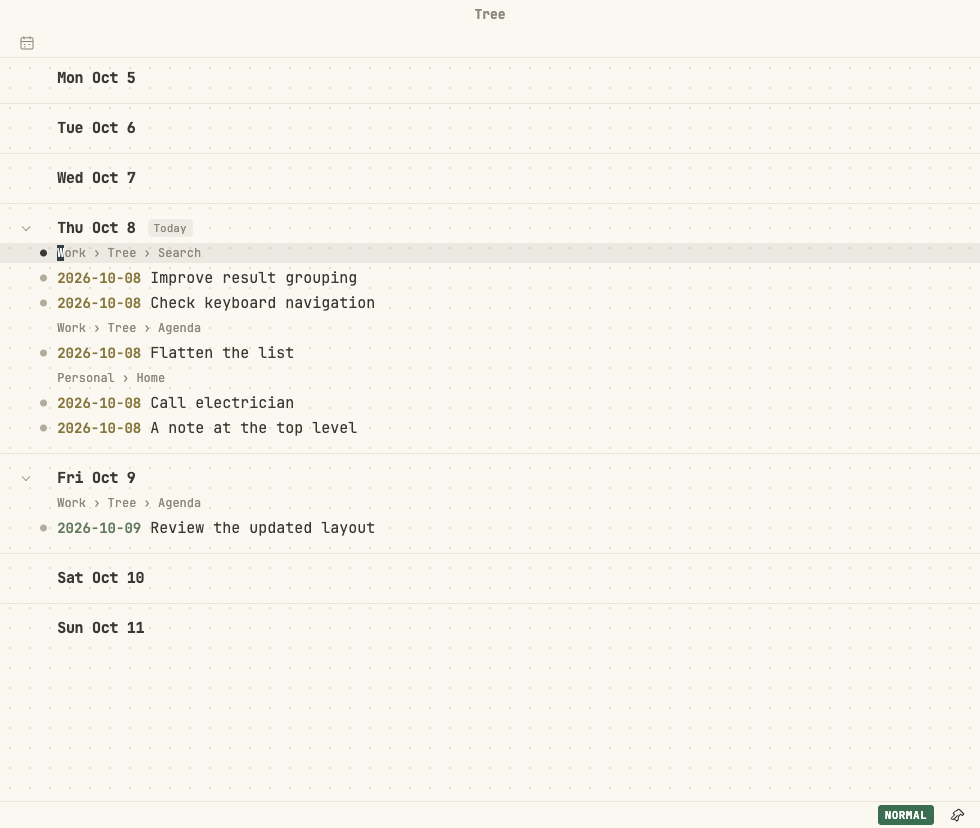 Tree
Mon Oct 5
Tue Oct 6
Wed Oct 7
Thu Oct 8 Today
Work › Tree › Search
2026-10-08 Improve result grouping
2026-10-08 Check keyboard navigation
Work › Tree › Agenda
2026-10-08 Flatten the list
Personal › Home
2026-10-08 Call electrician
2026-10-08 A note at the top level
Fri Oct 9
Work › Tree › Agenda
2026-10-09 Review the updated layout
Sat Oct 10
Sun Oct 11
NORMAL